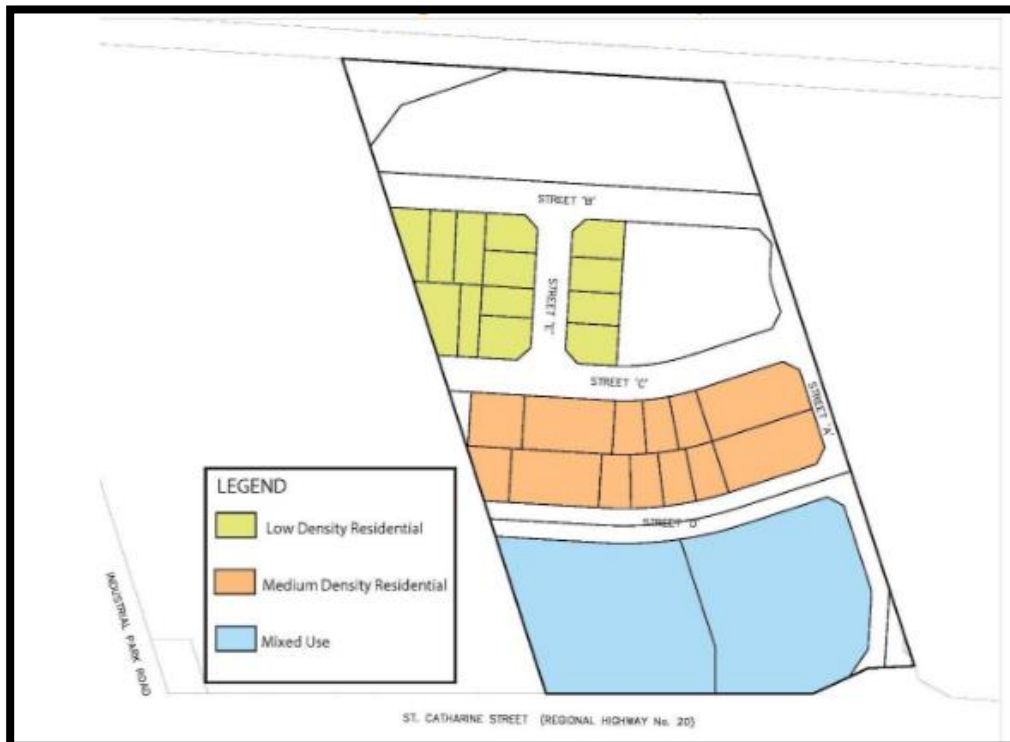 STREET 'B'
STREET 'E'
STREET 'C'
STREET 'A'
STREET 'D'
LEGEND
Low Density Residential
Medium Density Residential
Mixed Use
INDUSTRIAL PARK ROAD
ST. CATHARINE STREET (REGIONAL HIGHWAY No. 20)